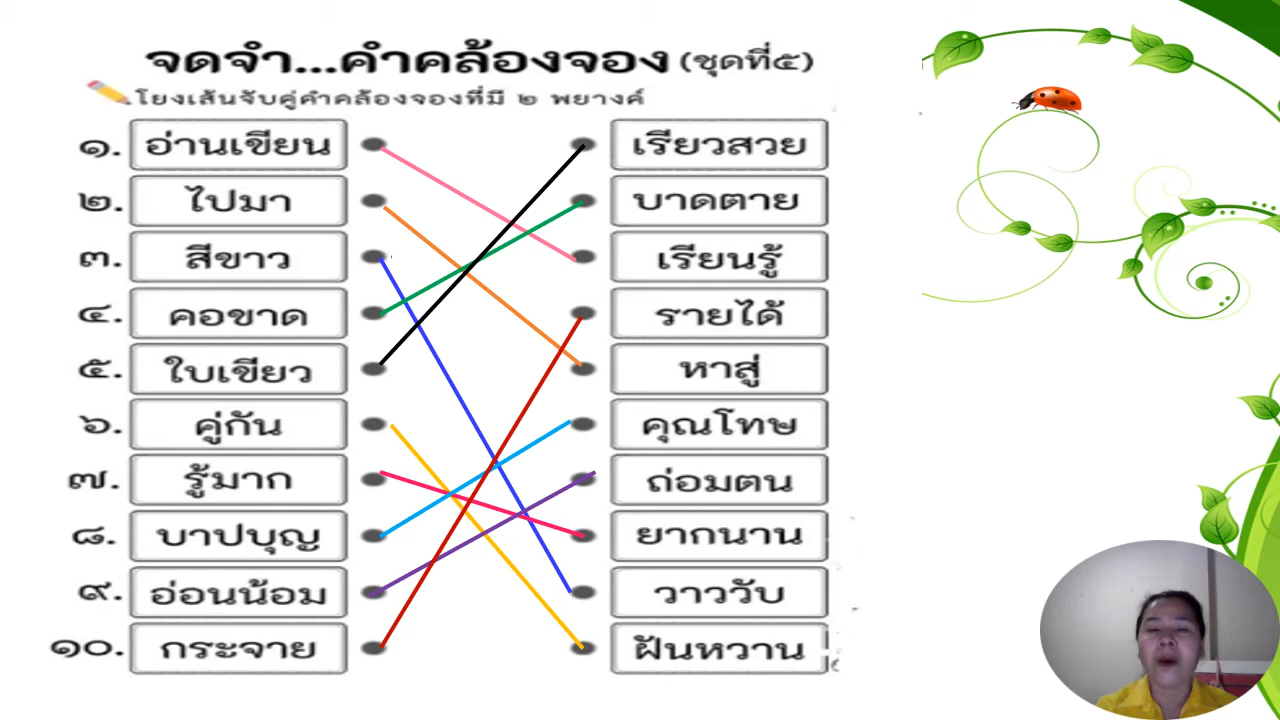 จดจำ...คำคล้องจอง (ชุดที่๕)
โยงเส้นจับคู่คำคล้องจองที่มี ๒ พยางค์
๑. อ่านเขียน เรียวสวย
๒. ไปมา บาดตาย
๓. สีขาว เรียนรู้
๔. คอขาด รายได้
๕. ใบเขียว หาสู่
๖. คู่กัน คุณโทษ
๗. รู้มาก ถ่อมตน
๘. บาปบุญ ยากนาน
๙. อ่อนน้อม วาววับ
๑๐. กระจาย ฝันหวาน